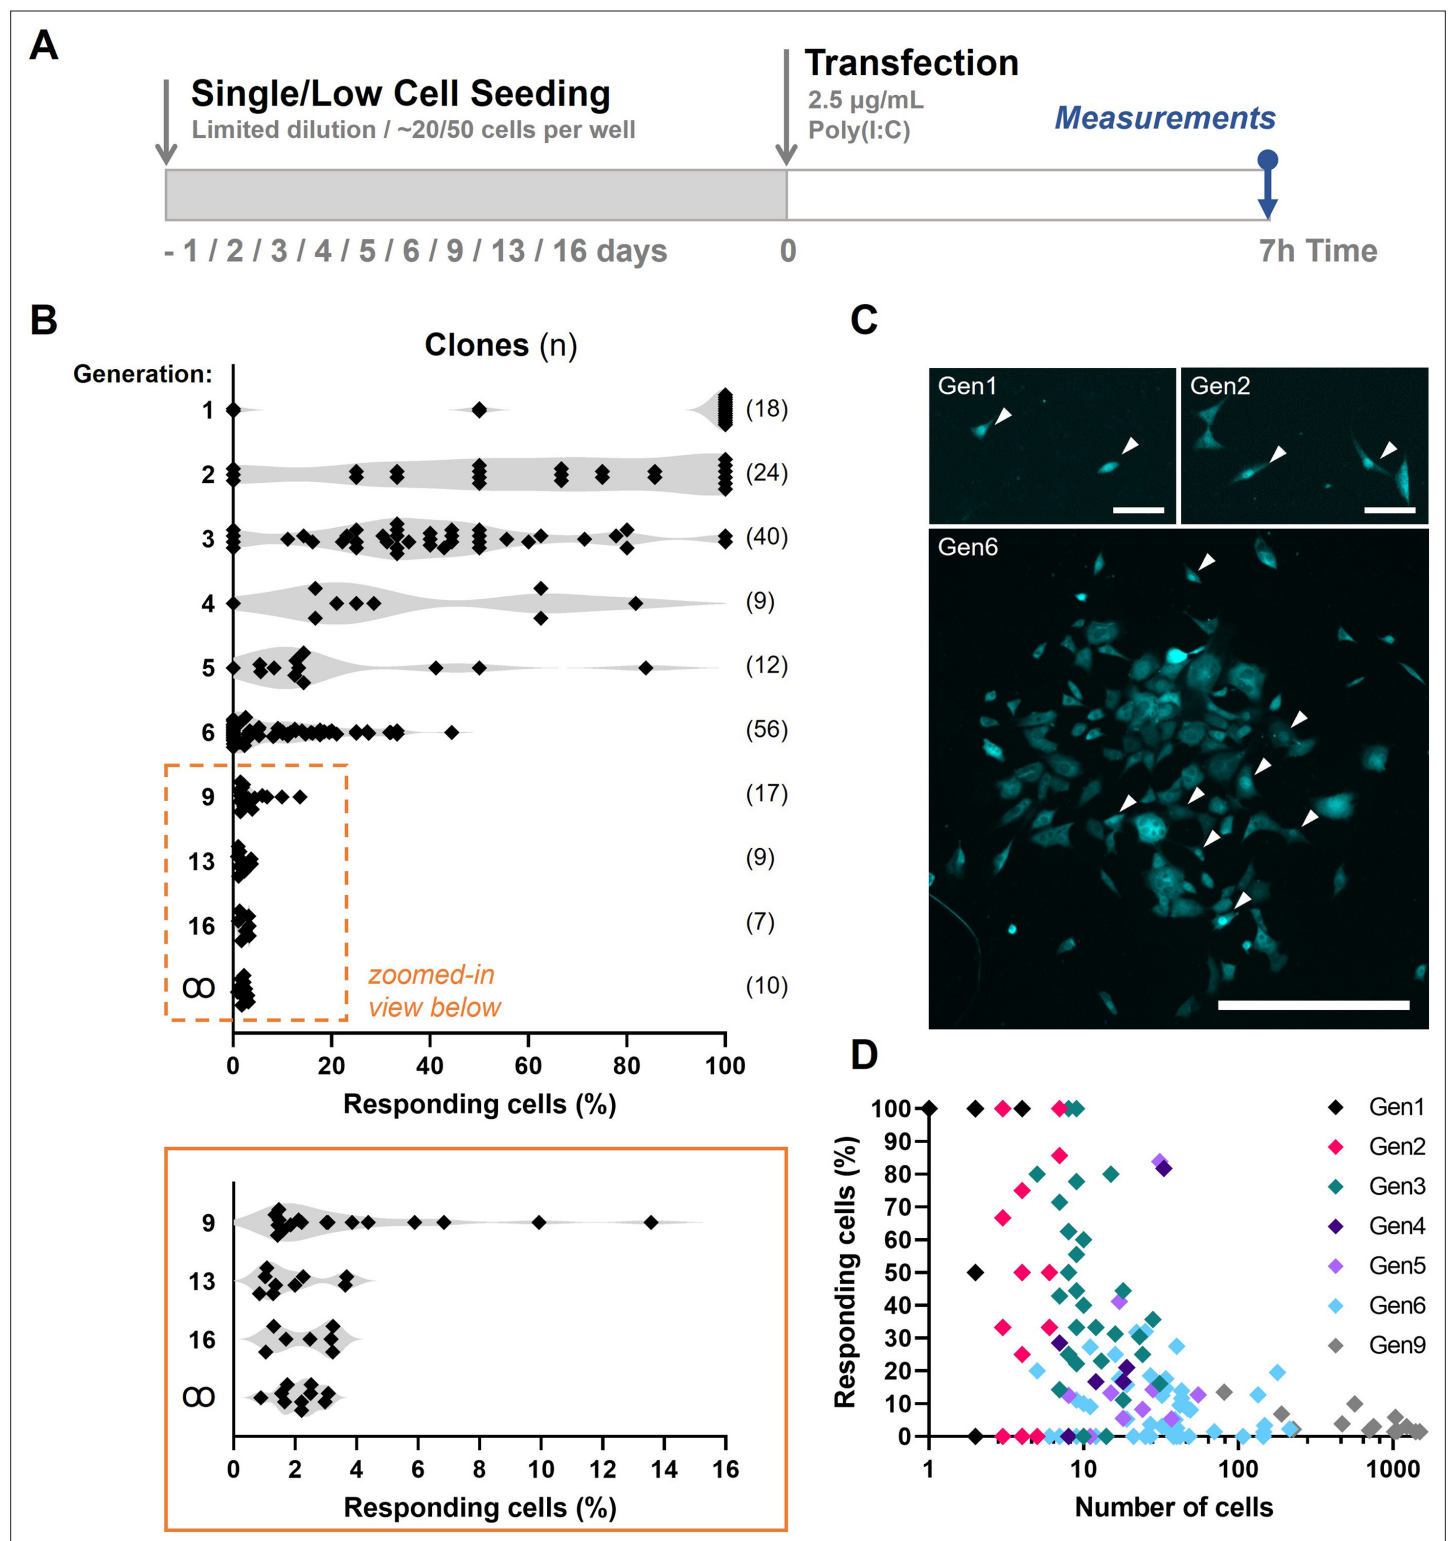 A
Single/Low Cell Seeding
Limited dilution / ~20/50 cells per well
Transfection
2.5 µg/mL
Poly(I:C)
Measurements
- 1 / 2 / 3 / 4 / 5 / 6 / 9 / 13 / 16 days
0
7h Time
B
Clones (n)
Generation:
1 (18)
2 (24)
3 (40)
4 (9)
5 (12)
6 (56)
9 (17)
13 (9)
16 (7)
∞ (10)
zoomed-in
view below
0 20 40 60 80 100
Responding cells (%)
9
13
16
∞
0 2 4 6 8 10 12 14 16
Responding cells (%)
C
Gen1
Gen2
Gen6
D
Responding cells (%)
100
90
80
70
60
50
40
30
20
10
0
1 10 100 1000
Number of cells
Gen1
Gen2
Gen3
Gen4
Gen5
Gen6
Gen9